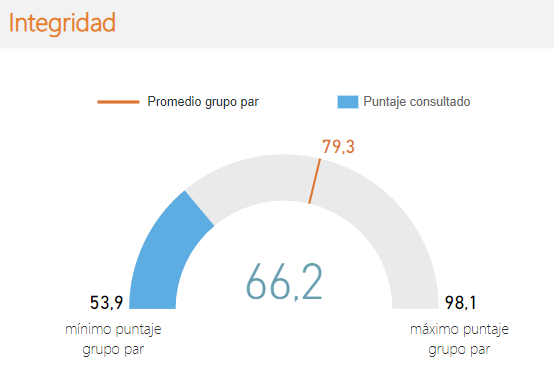 Integridad
Promedio grupo par
Puntaje consultado
79,3
66,2
53,9
mínimo puntaje
grupo par
98,1
máximo puntaje
grupo par